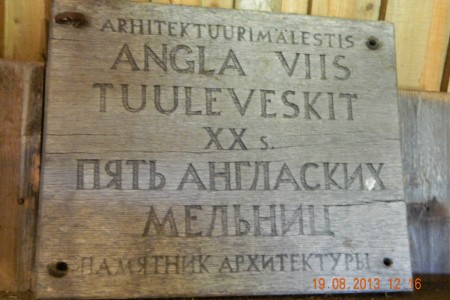 ARHITEKTUURIMÄLESTIS
ANGLA VIIS
TUULEVESKIT
XX s.
ПЯТЬ АНГЛАСКИХ
МЕЛЬНИЦ
ПАМЯТНИК АРХИТЕКТУРЫ
19.08.2013 12:16